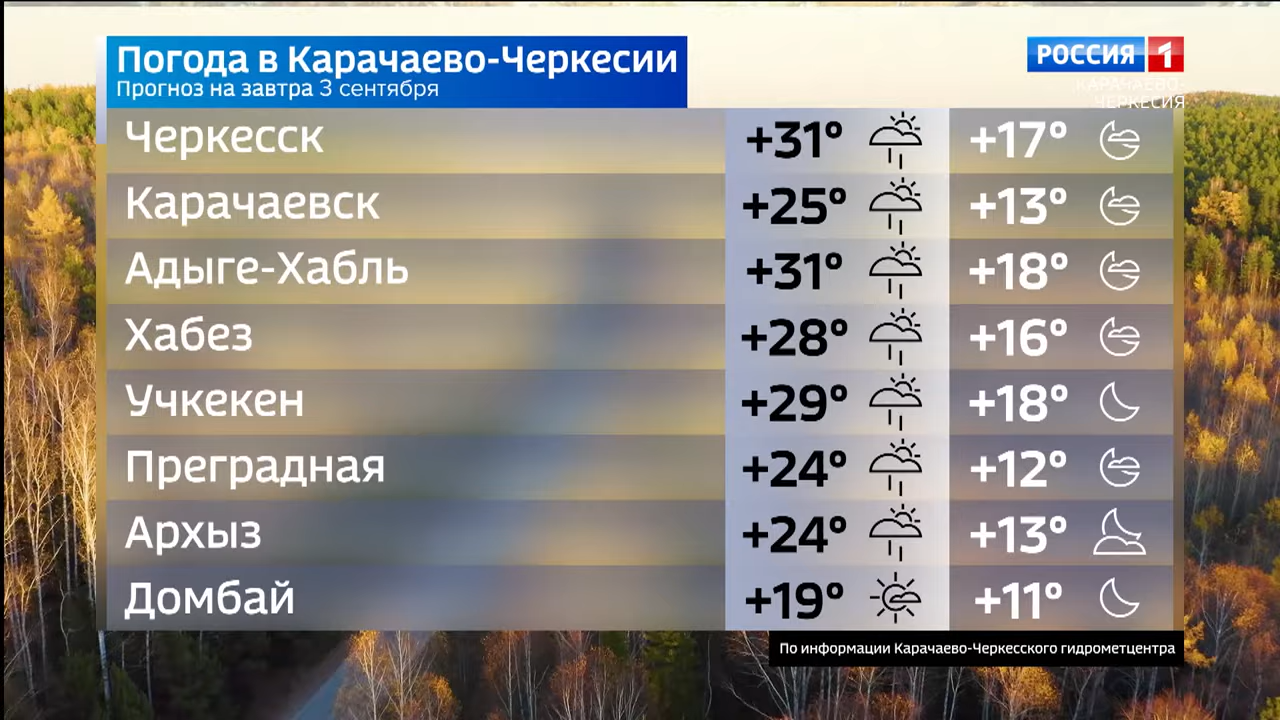 Погода в Карачаево-Черкесии
Прогноз на завтра 3 сентября
РОССИЯ 1
КАРАЧАЕВО-
ЧЕРКЕСИЯ
Черкесск +31° +17°
Карачаевск +25° +13°
Адыге-Хабль +31° +18°
Хабез +28° +16°
Учкекен +29° +18°
Преградная +24° +12°
Архыз +24° +13°
Домбай +19° +11°
По информации Карачаево-Черкесского гидрометцентра